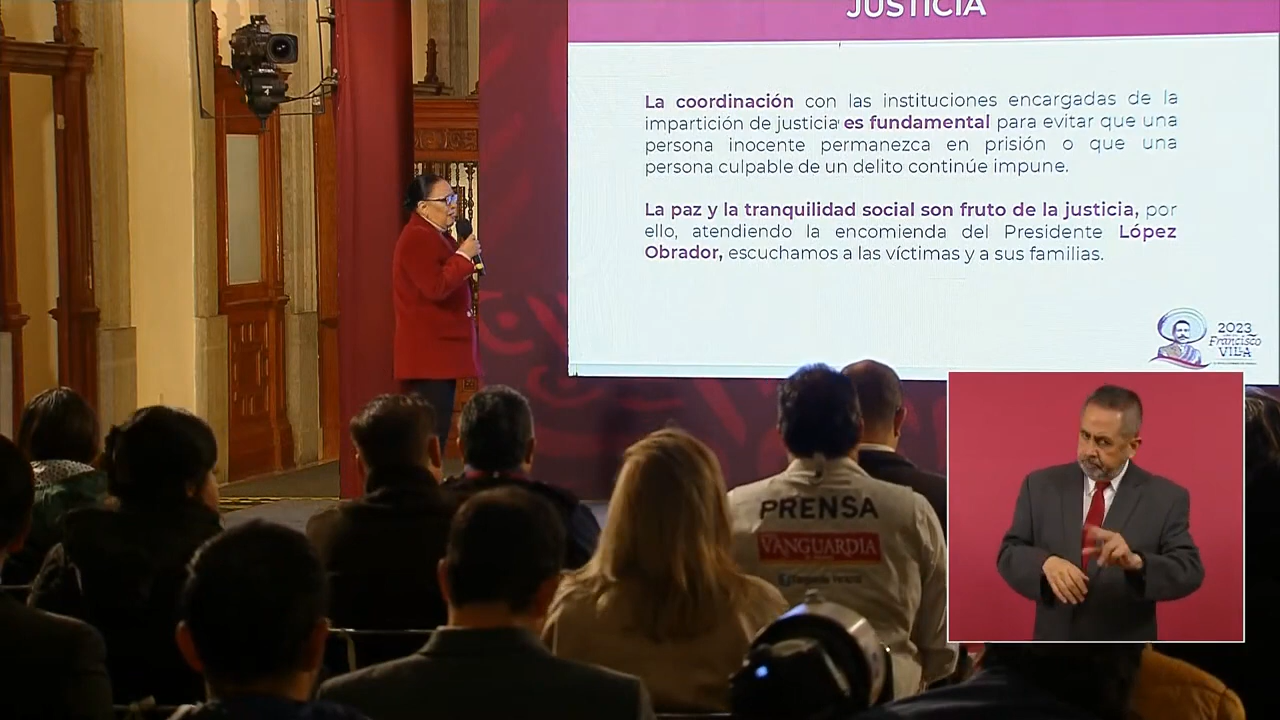 JUSTICIA
La coordinación con las instituciones encargadas de la
impartición de justicia es fundamental para evitar que una
persona inocente permanezca en prisión o que una
persona culpable de un delito continúe impune.
La paz y la tranquilidad social son fruto de la justicia, por
ello, atendiendo la encomienda del Presidente López
Obrador, escuchamos a las víctimas y a sus familias.
2023
Francisco
VILLA
PRENSA
VANGUARDIA